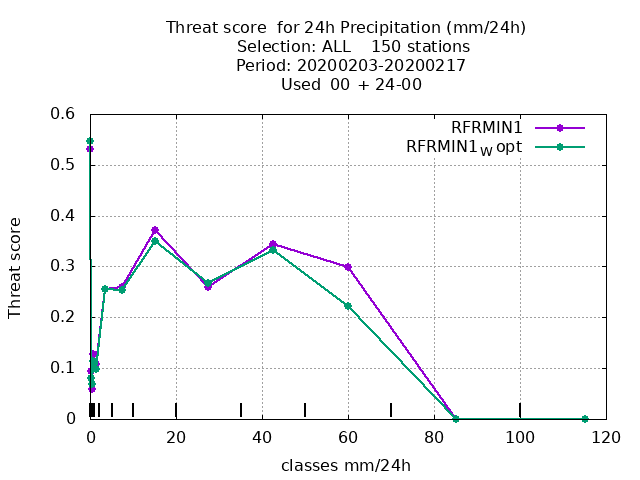 Threat score  for 24h Precipitation (mm/24h)
Selection: ALL    150 stations
Period: 20200203-20200217
Used  00 + 24-00
RFRMIN1
RFRMIN1W opt
0.6
0.5
0.4
0.3
0.2
0.1
0
Threat score
0 20 40 60 80 100 120
classes mm/24h